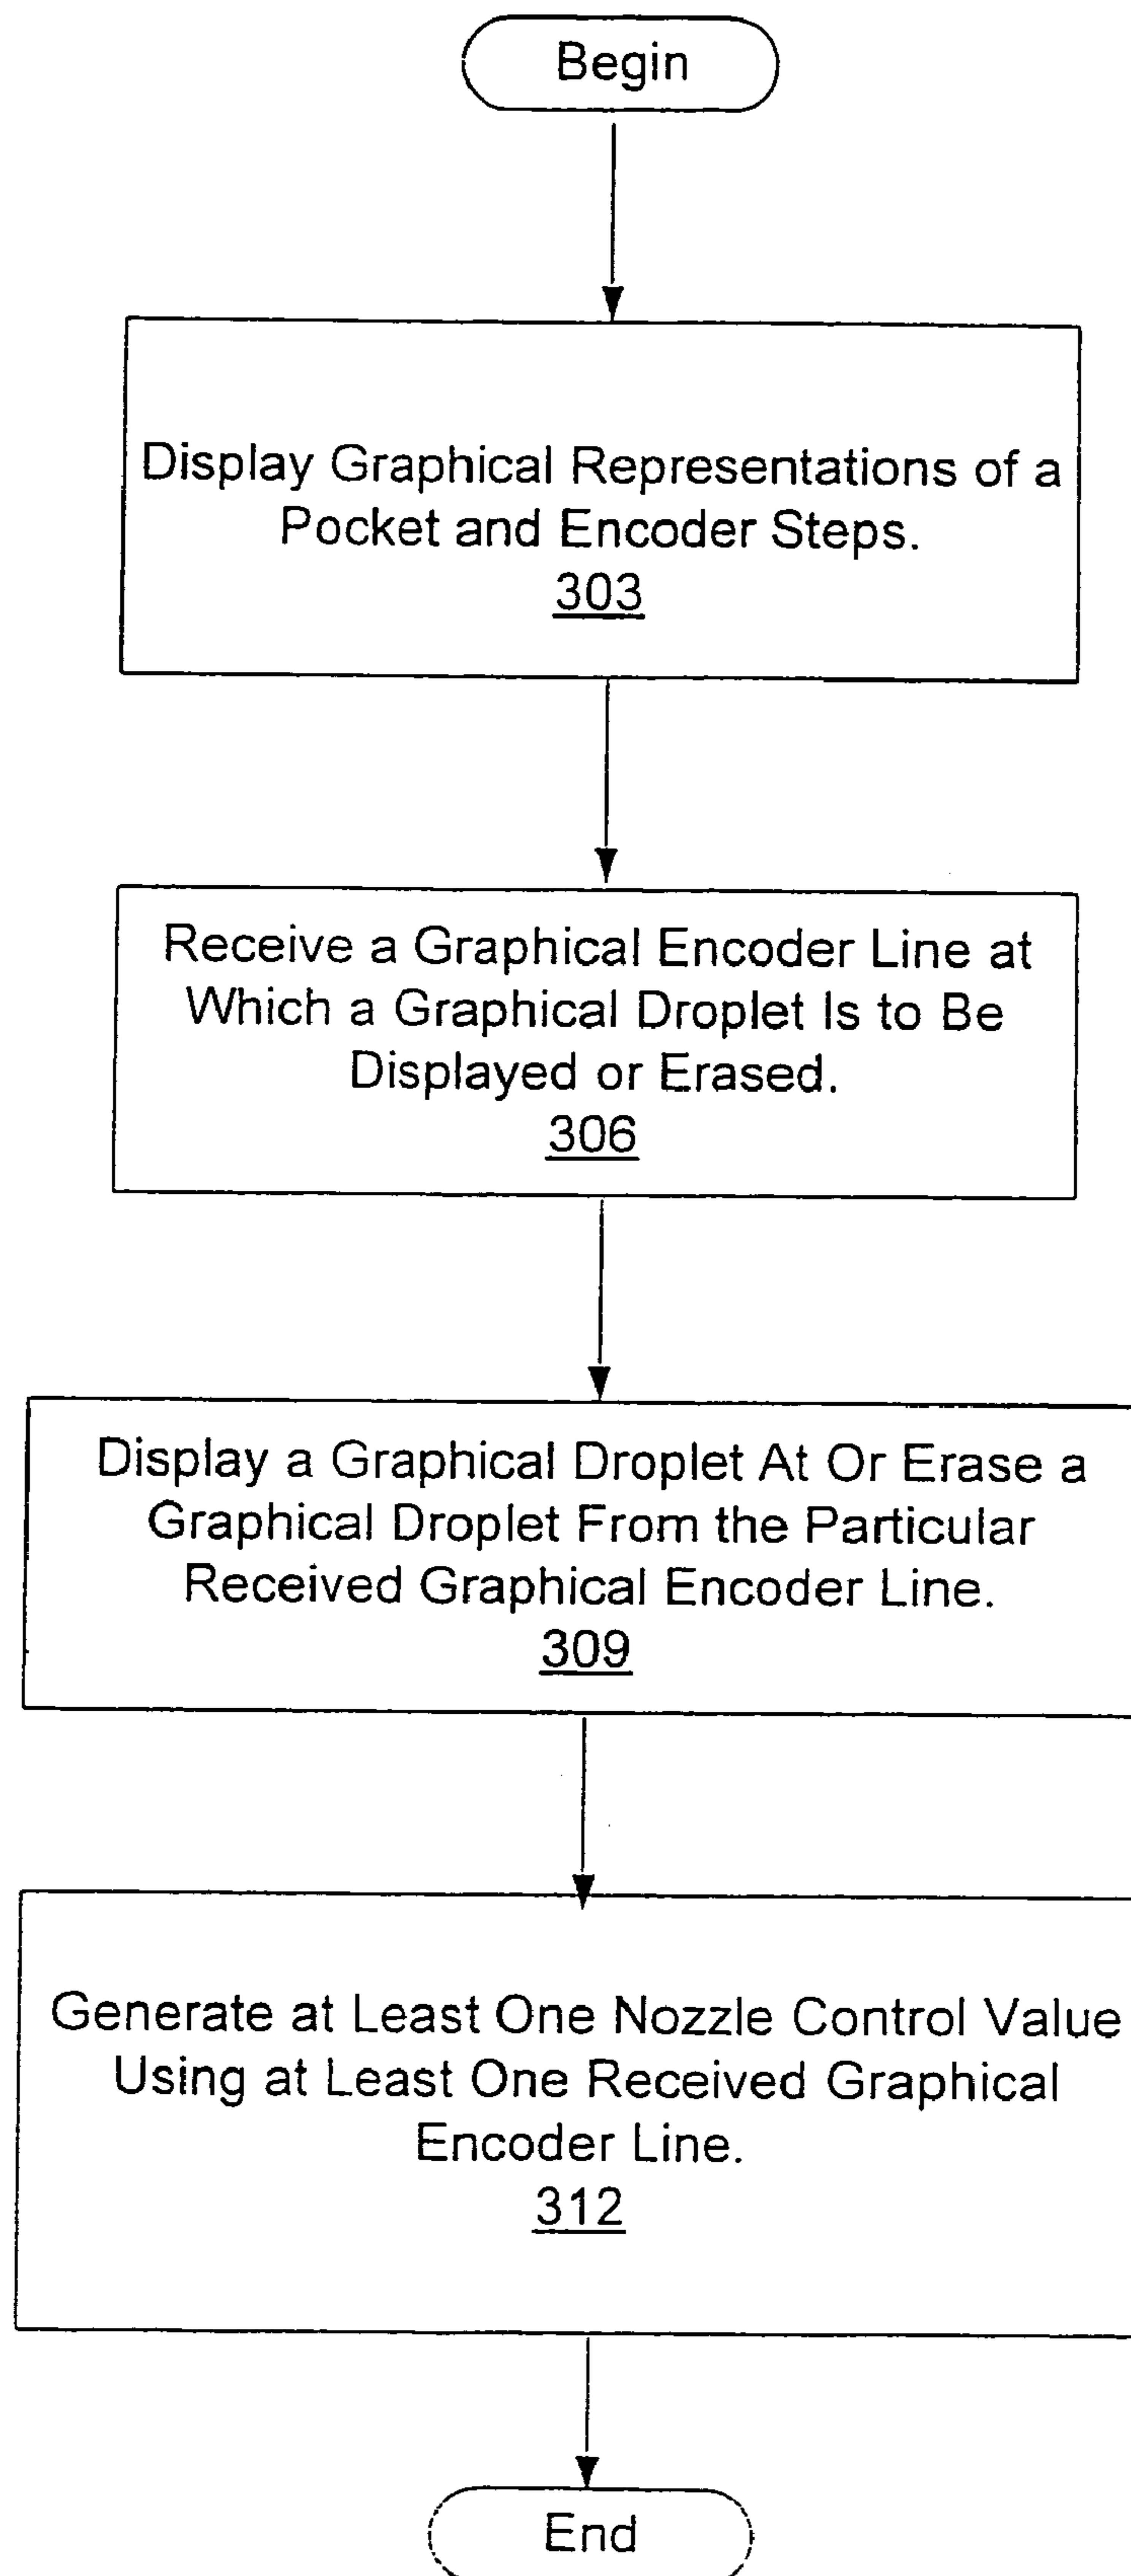 Begin
Display Graphical Representations of a
Pocket and Encoder Steps.
303
Receive a Graphical Encoder Line at
Which a Graphical Droplet Is to Be
Displayed or Erased.
306
Display a Graphical Droplet At Or Erase a
Graphical Droplet From the Particular
Received Graphical Encoder Line.
309
Generate at Least One Nozzle Control Value
Using at Least One Received Graphical
Encoder Line.
312
End